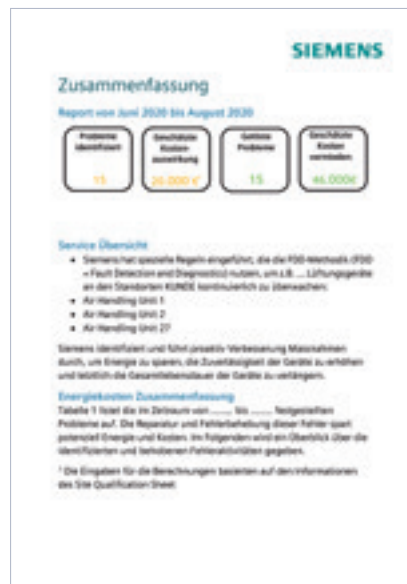 SIEMENS
Zusammenfassung
Report von Juni 2020 bis August 2020
Probleme
identifiziert
15
Geschätzte
Kosten-
auswirkung
26.000 €¹
Gelöste
Probleme
15
Geschätzte
Kosten
vermieden
46.000€
Service Übersicht
• Siemens hat spezielle Regeln eingeführt, die die FDD-Methodik (FDD
= Fault Detection and Diagnostics) nutzen, um z.B. ... Lüftungsgeräte
an den Standorten KUNDE kontinuierlich zu überwachen:
• Air Handling Unit 1
• Air Handling Unit 2
• Air Handling Unit 27
Siemens identifiziert und führt proaktiv Verbesserung Massnahmen
durch, um Energie zu sparen, die Zuverlässigkeit der Geräte zu erhöhen
und letztlich die Gesamtlebensdauer der Geräte zu verlängern.
Energiekosten Zusammenfassung
Tabelle 1 listet die im Zeitraum von ........ bis ........ festgestellten
Probleme auf. Die Reparatur und Fehlerbehebung dieser Fehler spart
potenziell Energie und Kosten. Im Folgenden wird ein Überblick über die
identifizierten und behobenen Fehleraktivitäten gegeben.
¹ Die Eingaben für die Berechnungen basierten auf den Informationen
des Site Qualification Sheet